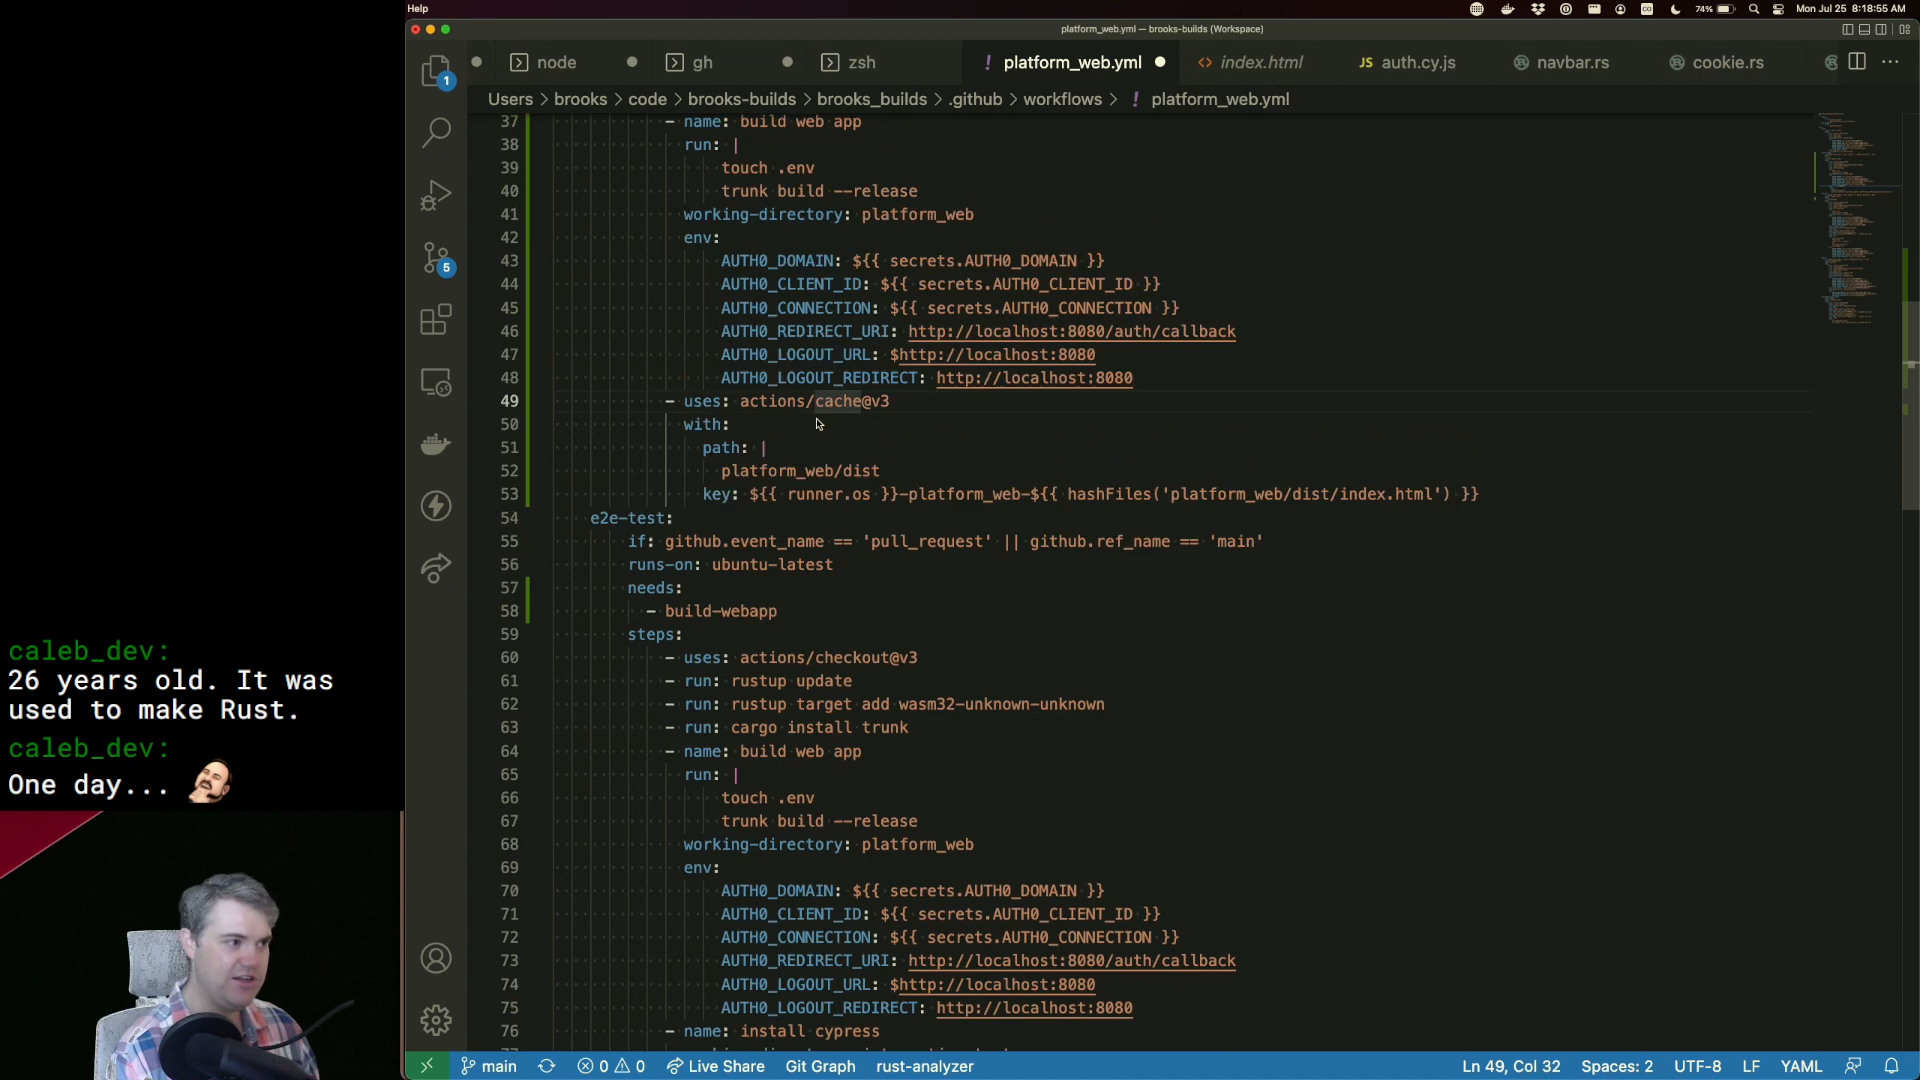 Help
74%
Mon Jul 25 8:18:55 AM
platform_web.yml — brooks-builds (Workspace)
node
gh
zsh
! platform_web.yml
<> index.html
JS auth.cy.js
navbar.rs
cookie.rs
Users > brooks > code > brooks-builds > brooks_builds > .github > workflows > ! platform_web.yml
1
5
37 - name: build web app
38 run: |
39 touch .env
40 trunk build --release
41 working-directory: platform_web
42 env:
43 AUTH0_DOMAIN: ${{ secrets.AUTH0_DOMAIN }}
44 AUTH0_CLIENT_ID: ${{ secrets.AUTH0_CLIENT_ID }}
45 AUTH0_CONNECTION: ${{ secrets.AUTH0_CONNECTION }}
46 AUTH0_REDIRECT_URI: http://localhost:8080/auth/callback
47 AUTH0_LOGOUT_URL: $http://localhost:8080
48 AUTH0_LOGOUT_REDIRECT: http://localhost:8080
49 - uses: actions/cache@v3
50 with:
51 path: |
52 platform_web/dist
53 key: ${{ runner.os }}-platform_web-${{ hashFiles('platform_web/dist/index.html') }}
54 e2e-test:
55 if: github.event_name == 'pull_request' || github.ref_name == 'main'
56 runs-on: ubuntu-latest
57 needs:
58 - build-webapp
59 steps:
60 - uses: actions/checkout@v3
61 - run: rustup update
62 - run: rustup target add wasm32-unknown-unknown
63 - run: cargo install trunk
64 - name: build web app
65 run: |
66 touch .env
67 trunk build --release
68 working-directory: platform_web
69 env:
70 AUTH0_DOMAIN: ${{ secrets.AUTH0_DOMAIN }}
71 AUTH0_CLIENT_ID: ${{ secrets.AUTH0_CLIENT_ID }}
72 AUTH0_CONNECTION: ${{ secrets.AUTH0_CONNECTION }}
73 AUTH0_REDIRECT_URI: http://localhost:8080/auth/callback
74 AUTH0_LOGOUT_URL: $http://localhost:8080
75 AUTH0_LOGOUT_REDIRECT: http://localhost:8080
76 - name: install cypress
caleb_dev:
26 years old. It was
used to make Rust.
caleb_dev:
One day...
main
0
0
Live Share
Git Graph
rust-analyzer
Ln 49, Col 32
Spaces: 2
UTF-8
LF
YAML